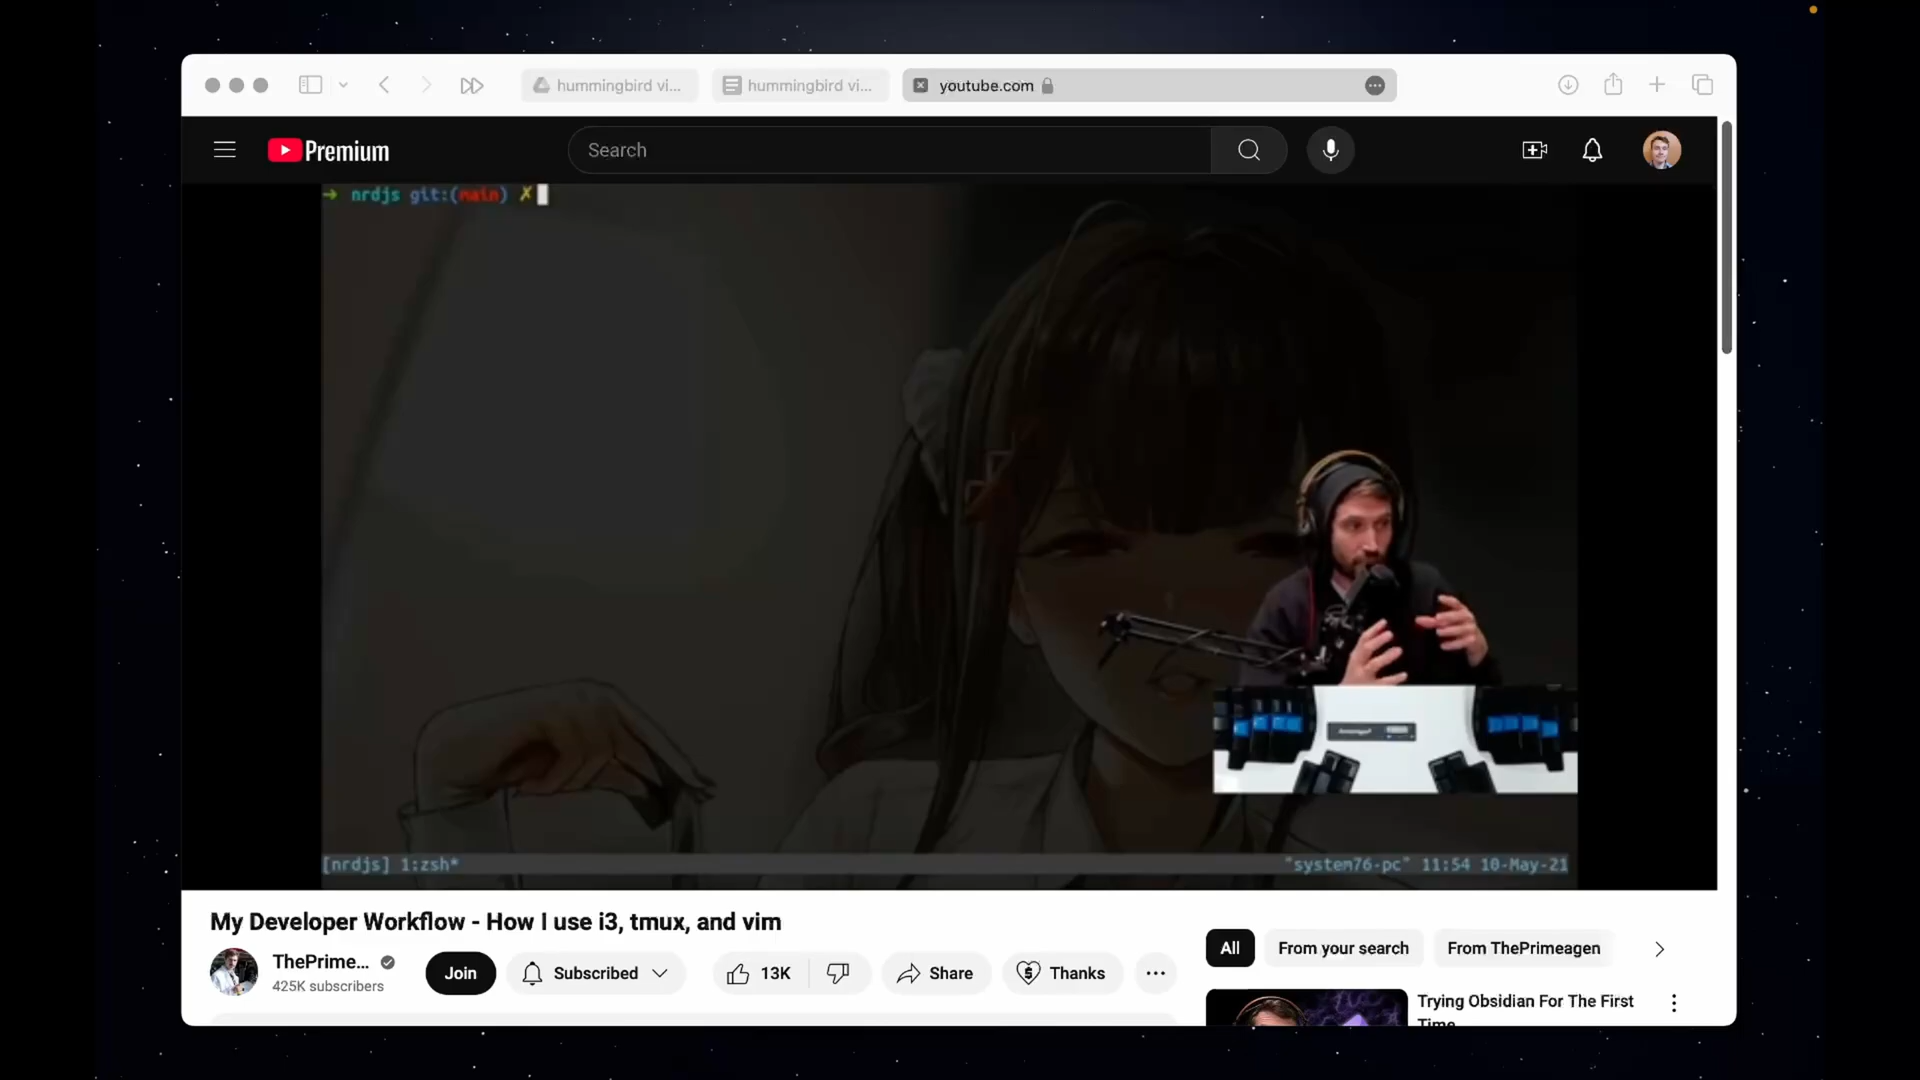 hummingbird vi...
hummingbird vi...
youtube.com
Premium
Search
→ nrdjs git:(main) ✗
[nrdjs] 1:zsh*
"system76-pc" 11:54 10-May-21
My Developer Workflow - How I use i3, tmux, and vim
ThePrime...
425K subscribers
Join
Subscribed
13K
Share
Thanks
All
From your search
From ThePrimeagen
Trying Obsidian For The First
Time